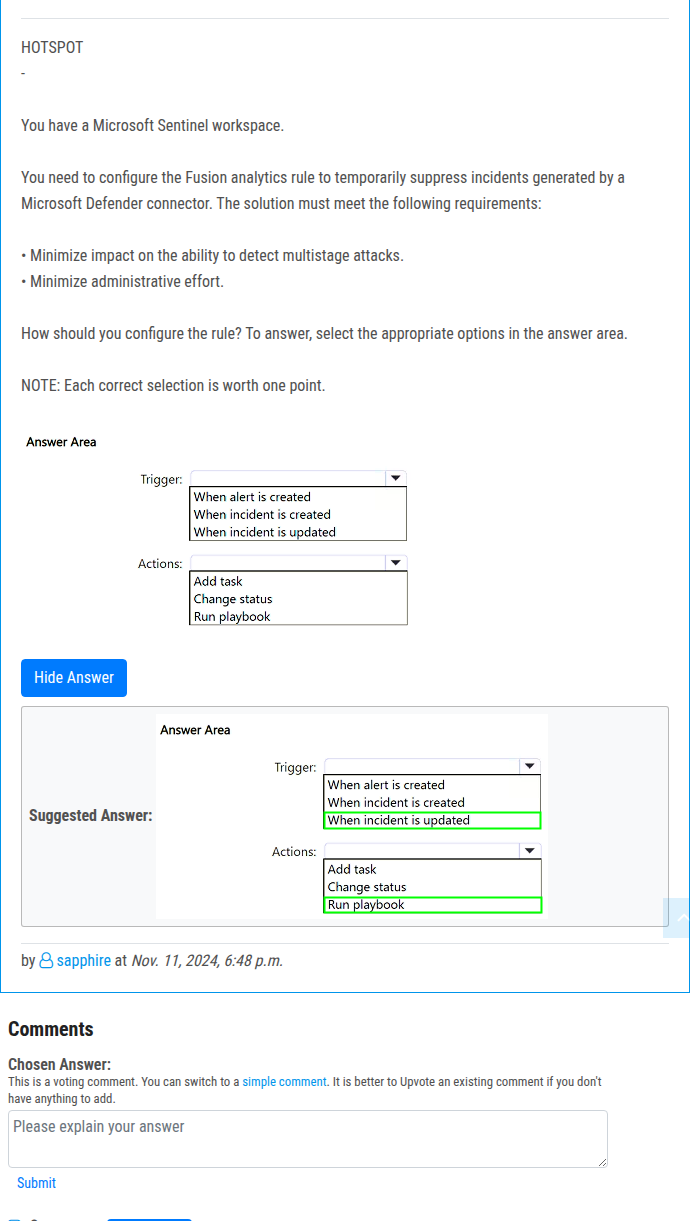 HOTSPOT
-
You have a Microsoft Sentinel workspace.
You need to configure the Fusion analytics rule to temporarily suppress incidents generated by a
Microsoft Defender connector. The solution must meet the following requirements:
• Minimize impact on the ability to detect multistage attacks.
• Minimize administrative effort.
How should you configure the rule? To answer, select the appropriate options in the answer area.
NOTE: Each correct selection is worth one point.
Answer Area
Trigger:
When alert is created
When incident is created
When incident is updated
Actions:
Add task
Change status
Run playbook
Hide Answer
Suggested Answer:
Answer Area
Trigger:
When alert is created
When incident is created
When incident is updated
Actions:
Add task
Change status
Run playbook
by sapphire at Nov. 11, 2024, 6:48 p.m.
Comments
Chosen Answer:
This is a voting comment. You can switch to a simple comment. It is better to Upvote an existing comment if you don't
have anything to add.
Please explain your answer
Submit